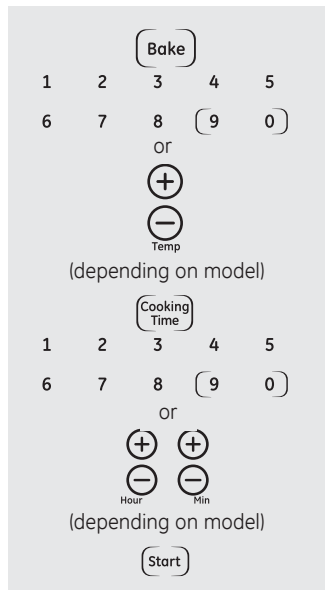 Bake
1 2 3 4 5
6 7 8 9 0
or
+
−
Temp
(depending on model)
Cooking
Time
1 2 3 4 5
6 7 8 9 0
or
+ +
− −
Hour Min
(depending on model)
Start